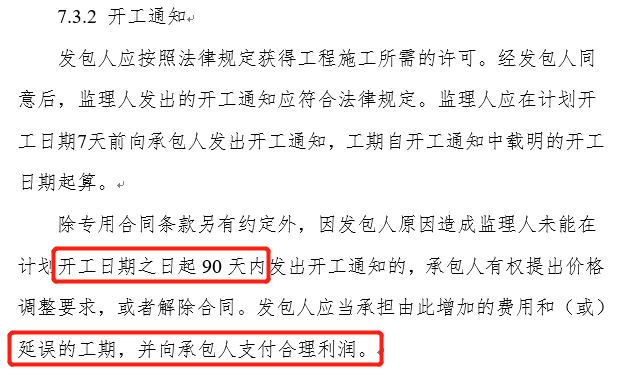 7.3.2 开工通知
发包人应按照法律规定获得工程施工所需的许可。经发包人同
意后，监理人发出的开工通知应符合法律规定。监理人应在计划开
工日期7天前向承包人发出开工通知，工期自开工通知中载明的开工
日期起算。
除专用合同条款另有约定外，因发包人原因造成监理人未能在
计划开工日期之日起 90 天内发出开工通知的，承包人有权提出价格
调整要求，或者解除合同。发包人应当承担由此增加的费用和（或）
延误的工期，并向承包人支付合理利润。